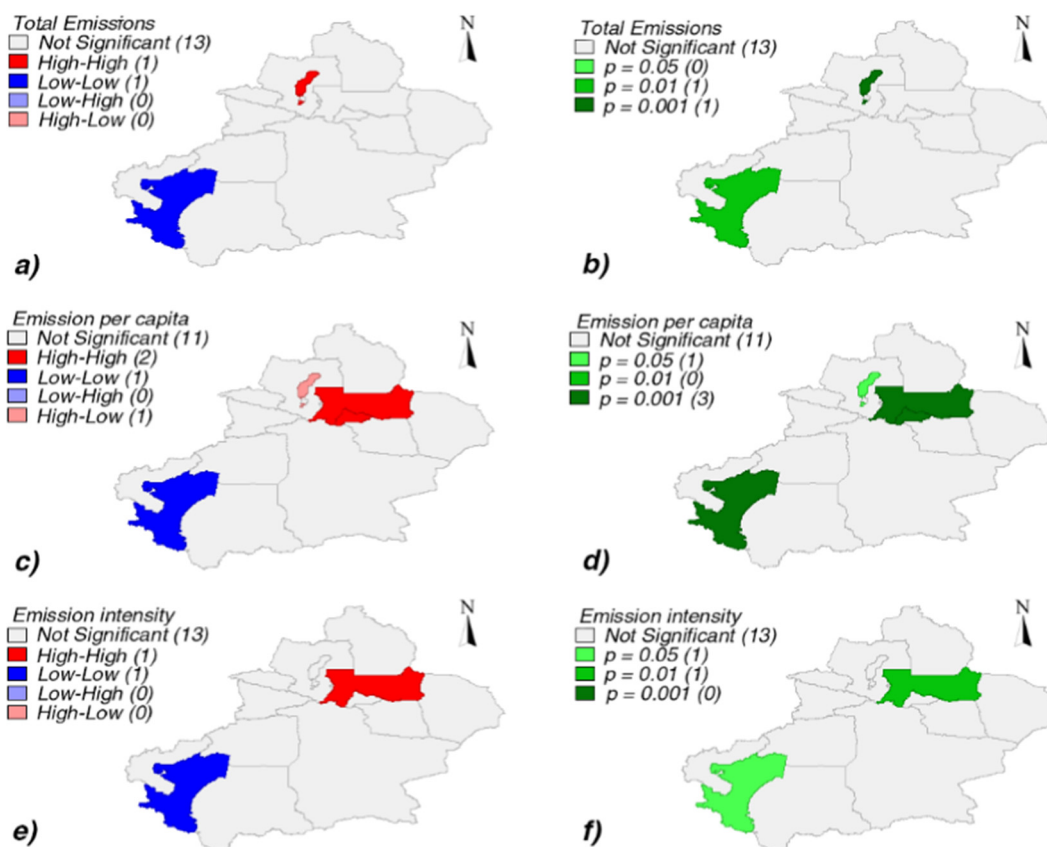 Total Emissions
Not Significant (13)
High-High (1)
Low-Low (1)
Low-High (0)
High-Low (0)
N
a)
Total Emissions
Not Significant (13)
p = 0.05 (0)
p = 0.01 (1)
p = 0.001 (1)
N
b)
Emission per capita
Not Significant (11)
High-High (2)
Low-Low (1)
Low-High (0)
High-Low (1)
N
c)
Emission per capita
Not Significant (11)
p = 0.05 (1)
p = 0.01 (0)
p = 0.001 (3)
N
d)
Emission intensity
Not Significant (13)
High-High (1)
Low-Low (1)
Low-High (0)
High-Low (0)
N
e)
Emission intensity
Not Significant (13)
p = 0.05 (1)
p = 0.01 (1)
p = 0.001 (0)
N
f)